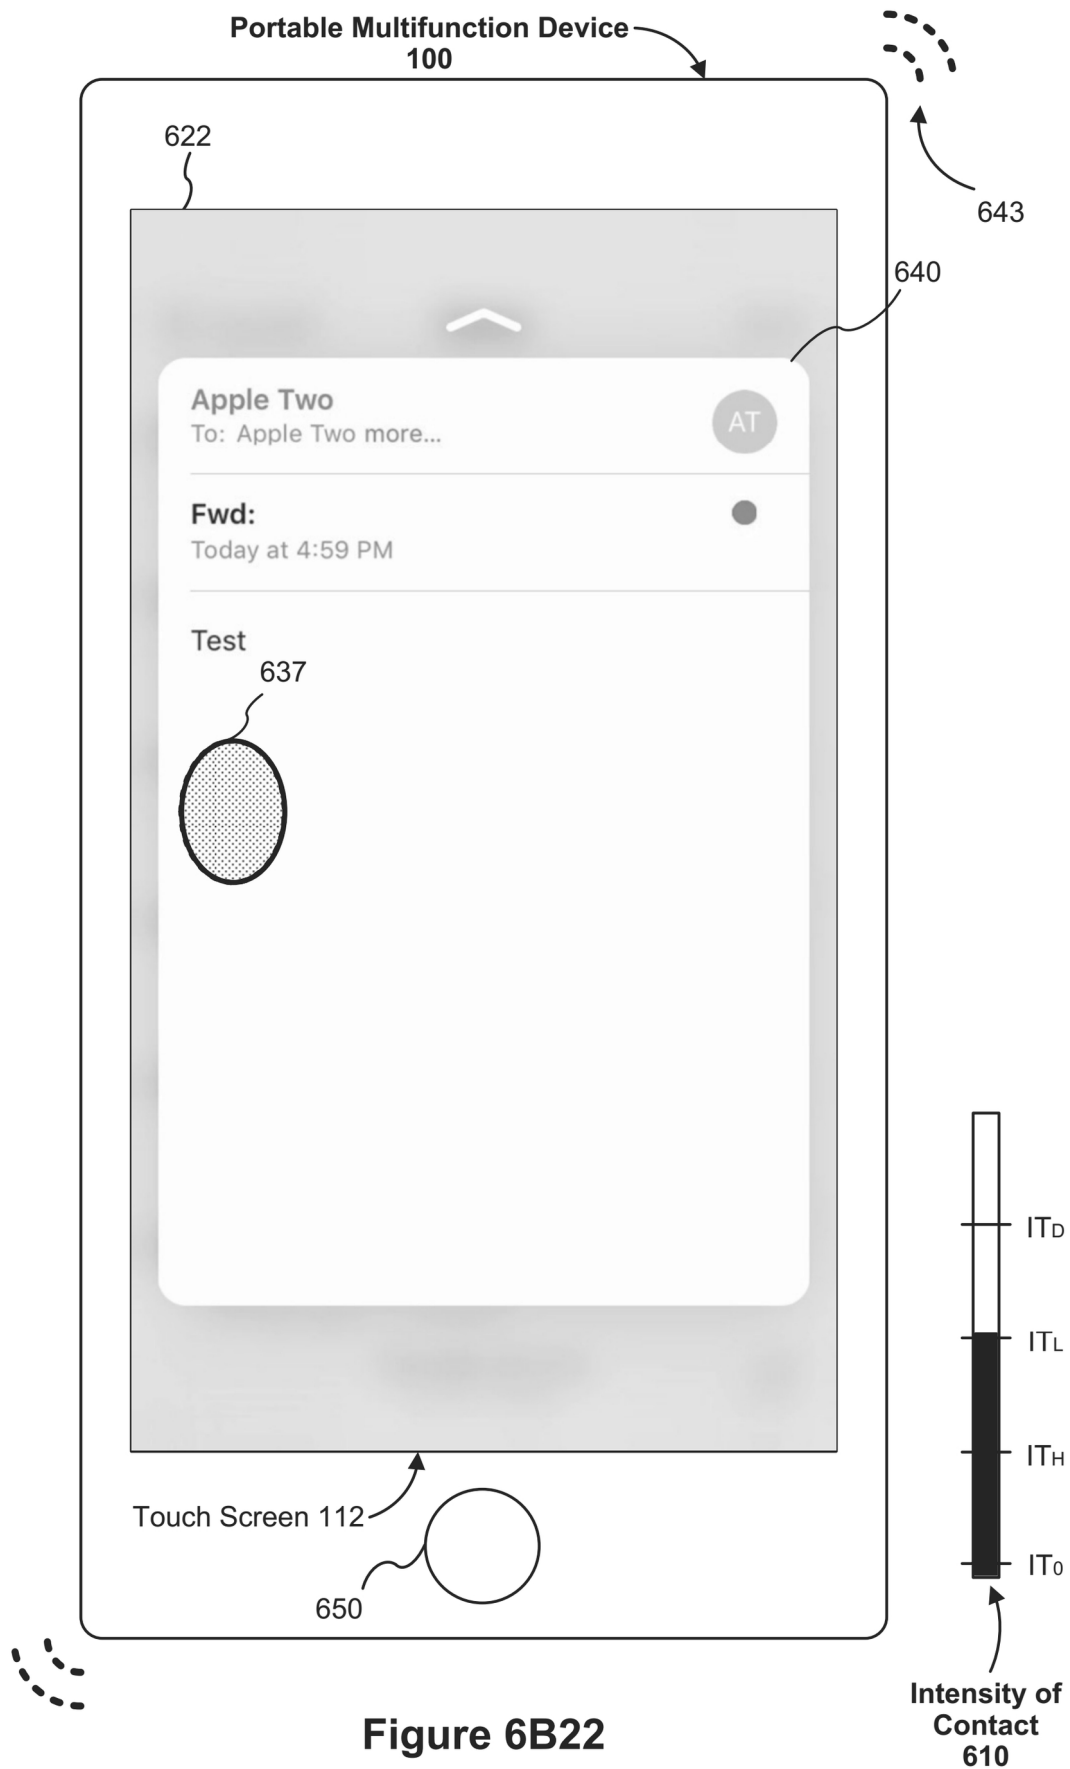 Portable Multifunction Device
100
622
643
640
Apple Two
To: Apple Two more...
AT
Fwd:
Today at 4:59 PM
Test
637
ITD
ITL
ITH
IT0
Touch Screen 112
650
Intensity of
Contact
610
Figure 6B22